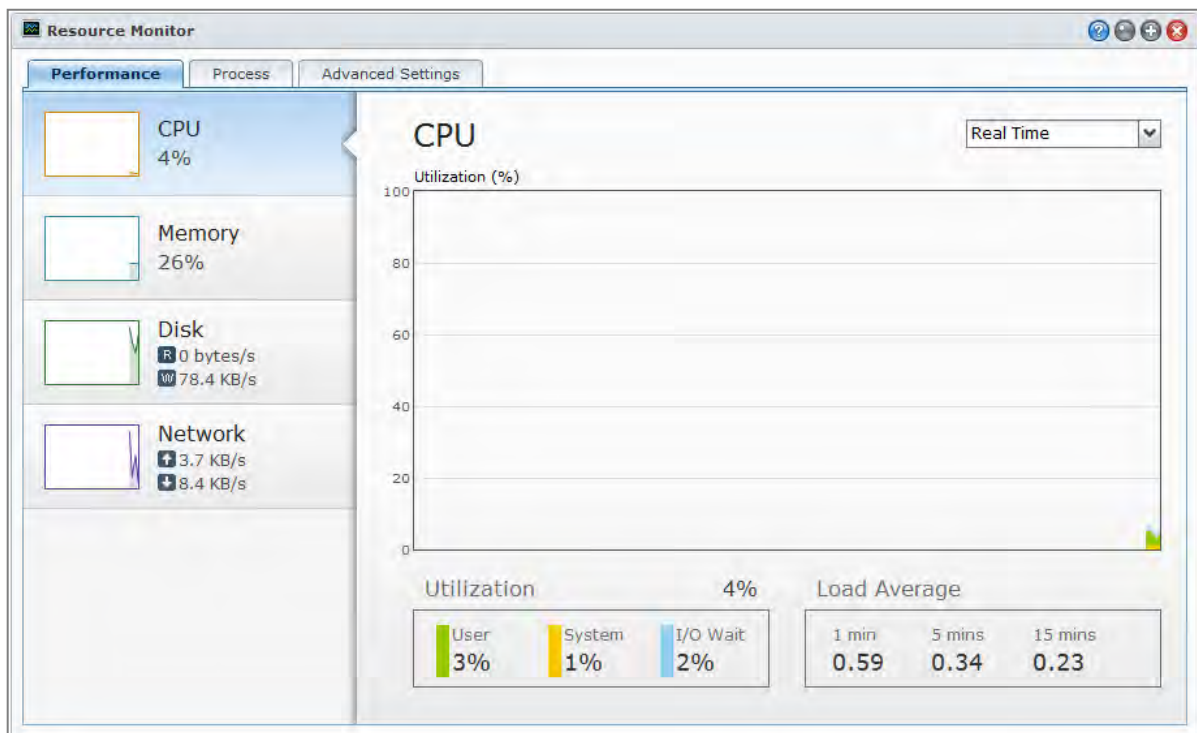 Resource Monitor
Performance Process Advanced Settings
CPU
4%
Memory
26%
Disk
R 0 bytes/s
W 78.4 KB/s
Network
3.7 KB/s
8.4 KB/s
CPU
Real Time
Utilization (%)
100
80
60
40
20
0
Utilization 4%
User System I/O Wait
3% 1% 2%
Load Average
1 min 5 mins 15 mins
0.59 0.34 0.23